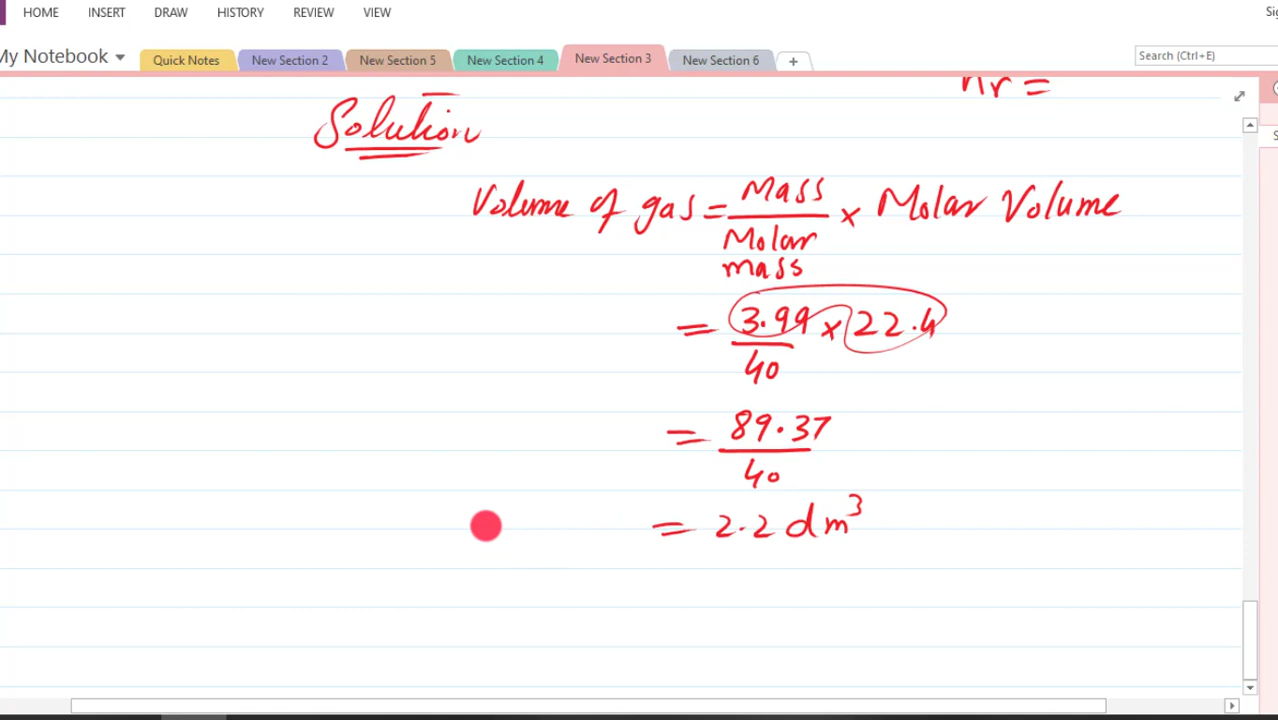 HOME INSERT DRAW HISTORY REVIEW VIEW
My Notebook Quick Notes New Section 2 New Section 5 New Section 4 New Section 3 New Section 6 + Search (Ctrl+E)
Solution
Volume of gas = Mass / Molar mass × Molar Volume
= 3.99 × 22.4 / 40
= 89.37 / 40
= 2.2 dm³